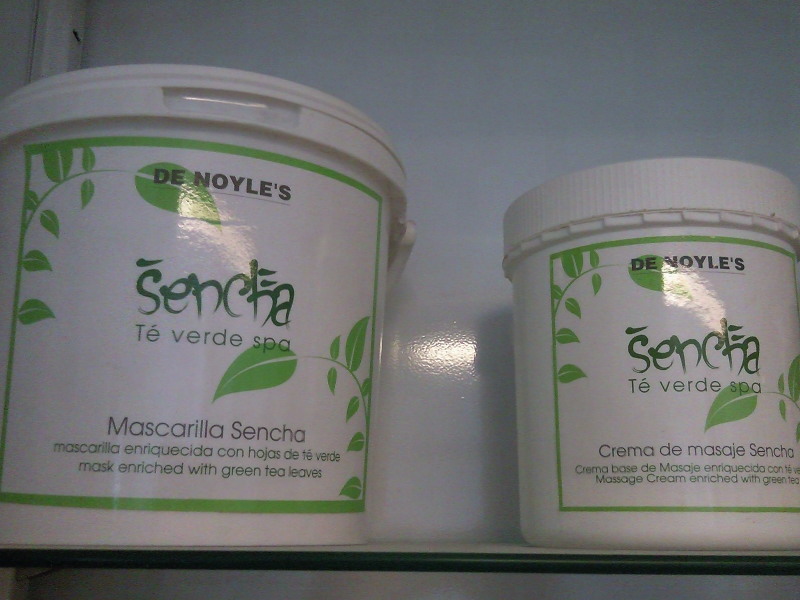 DE NOYLE'S
sencha
Té verde spa
Mascarilla Sencha
mascarilla enriquecida con hojas de té verde
mask enriched with green tea leaves
DE NOYLE'S
sencha
Té verde spa
Crema de masaje Sencha
Crema base de Masaje enriquecida con té
Massage Cream enriched with green tea